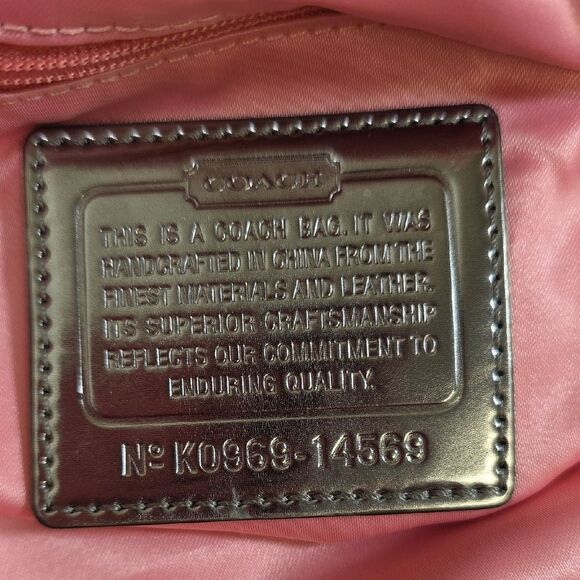 COACH
THIS IS A COACH BAG. IT WAS
HANDCRAFTED IN CHINA FROM THE
FINEST MATERIALS AND LEATHER.
ITS SUPERIOR CRAFTSMANSHIP
REFLECTS OUR COMMITMENT TO
ENDURING QUALITY.
Nº K0969-14569